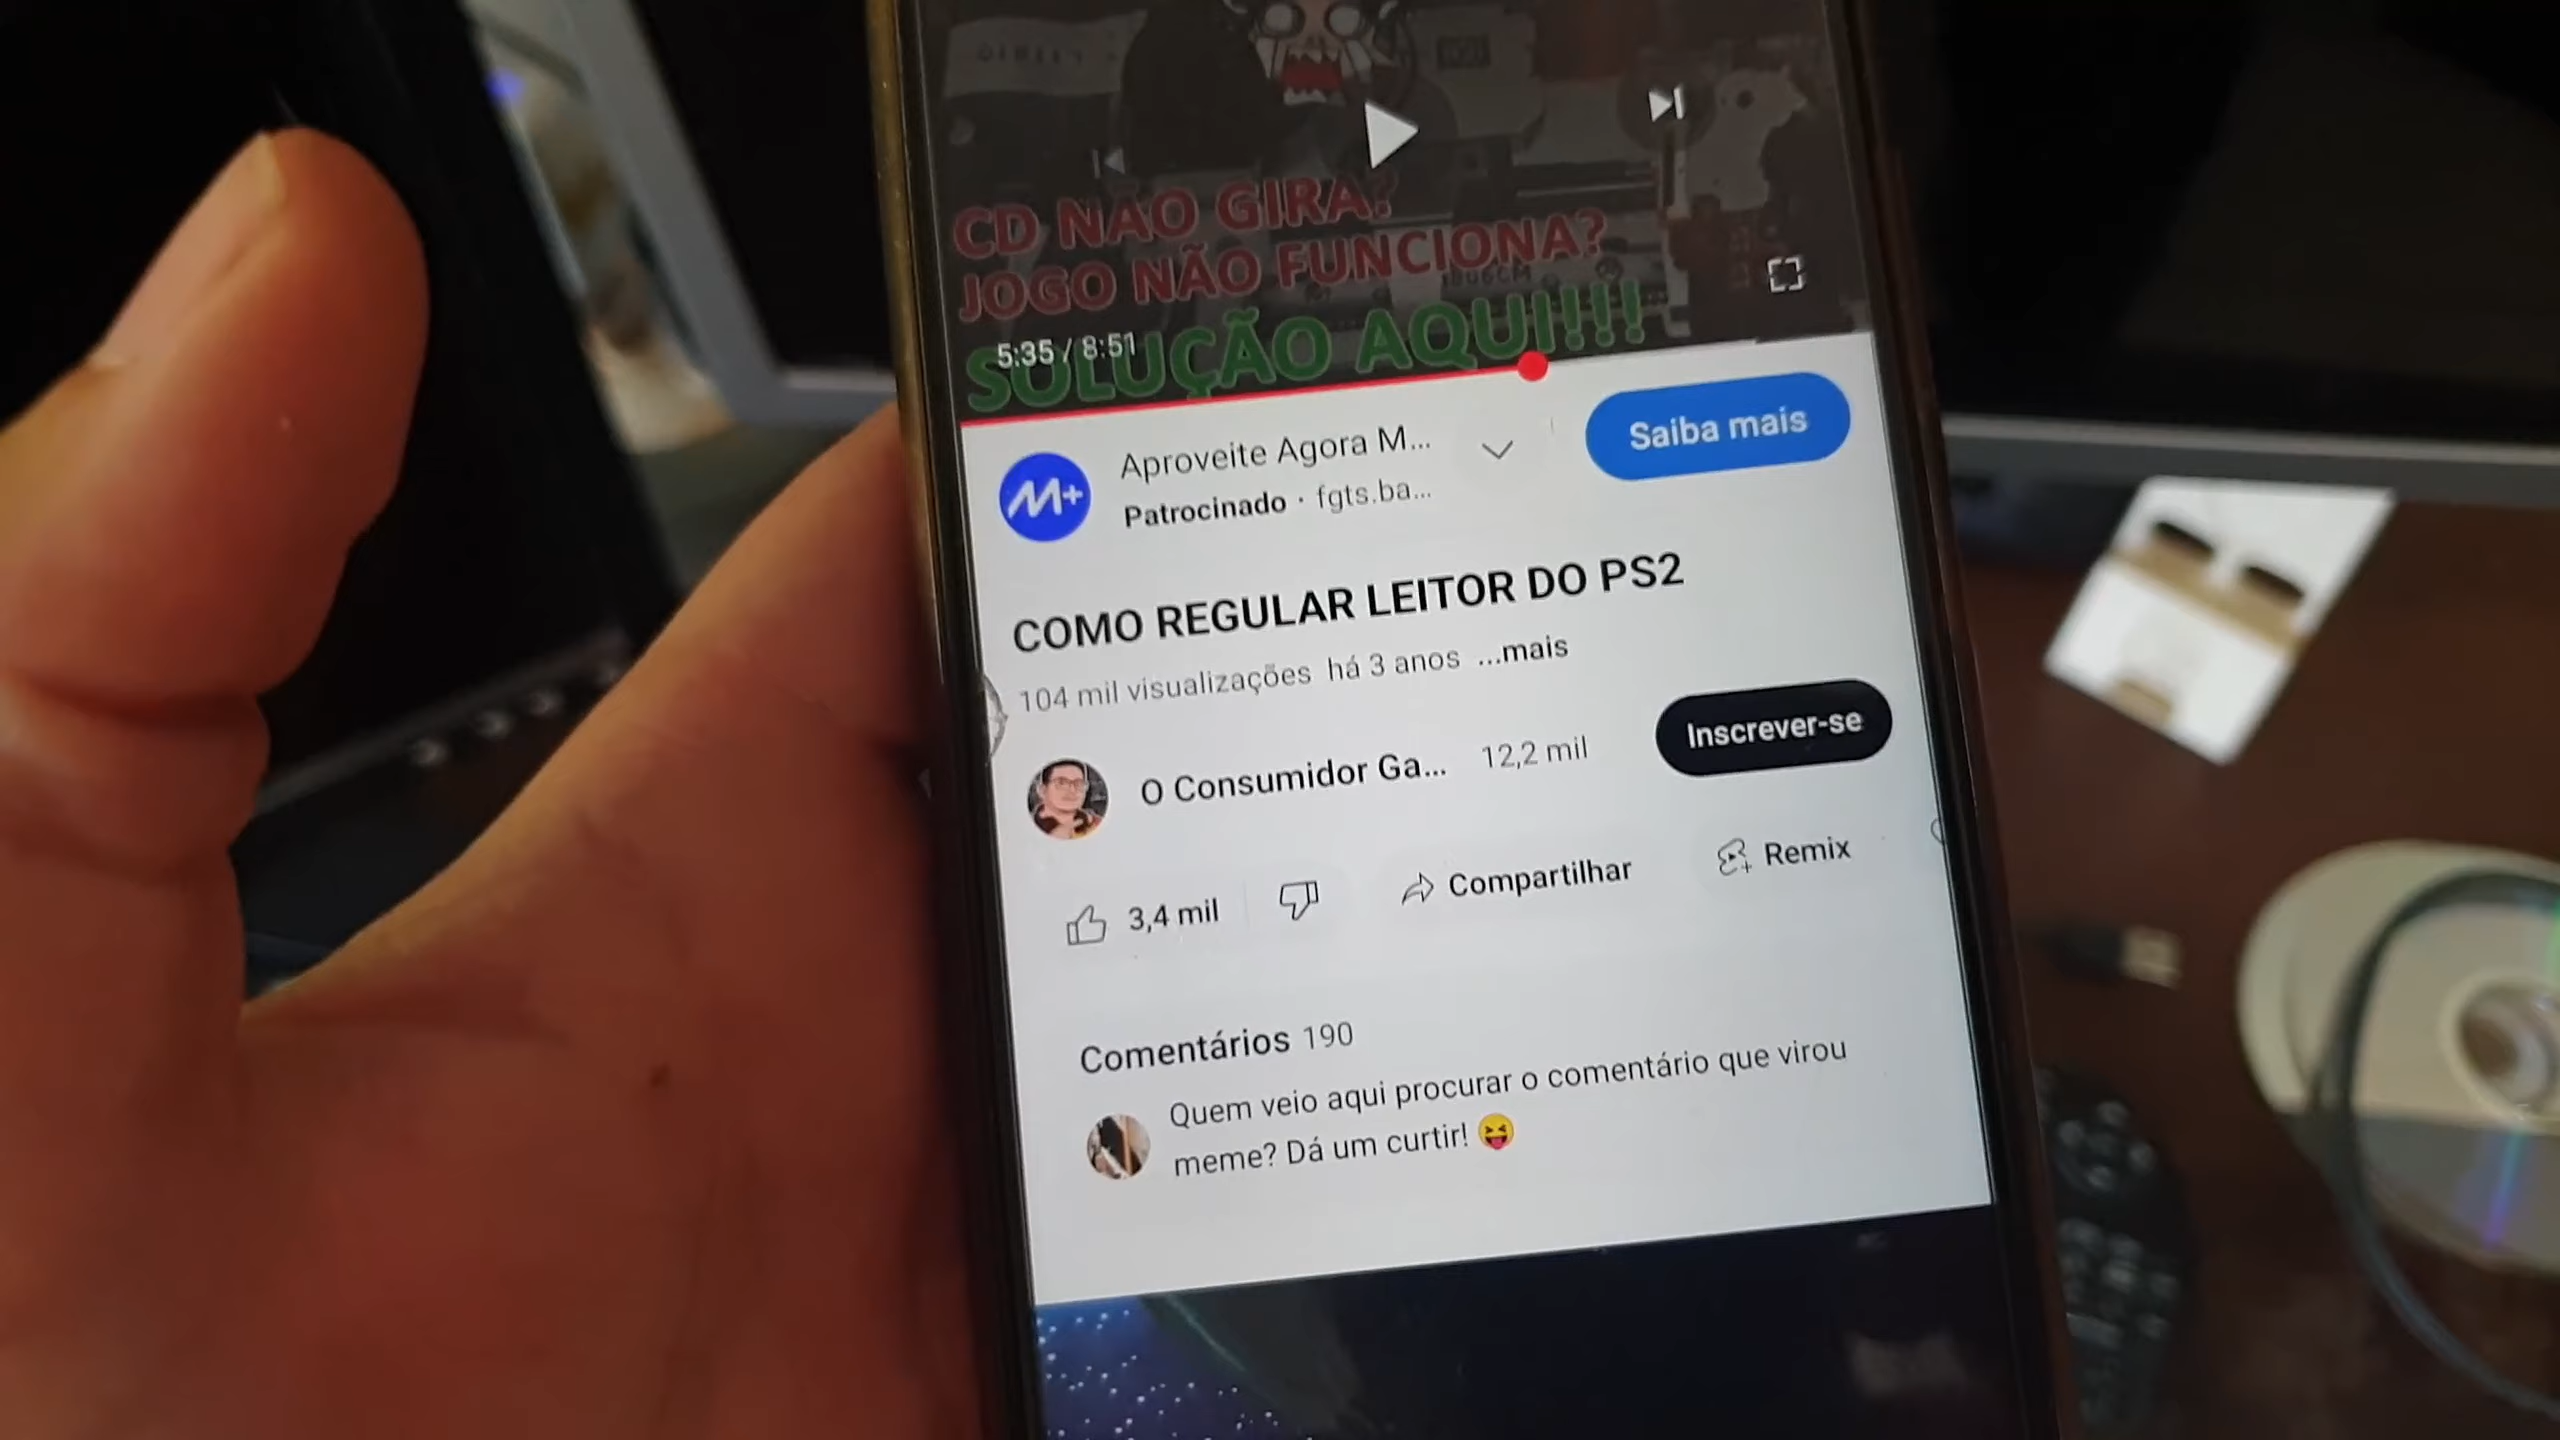 CD NÃO GIRA?
JOGO NÃO FUNCIONA?
SOLUÇÃO AQUI!!!!
5:35 / 8:51
M+
Aproveite Agora M...
Saiba mais
Patrocinado · fgts.ba...
COMO REGULAR LEITOR DO PS2
104 mil visualizações há 3 anos ...mais
O Consumidor Ga... 12,2 mil
Inscrever-se
3,4 mil
Compartilhar
Remix
Comentários 190
Quem veio aqui procurar o comentário que virou
meme? Dá um curtir! 😝